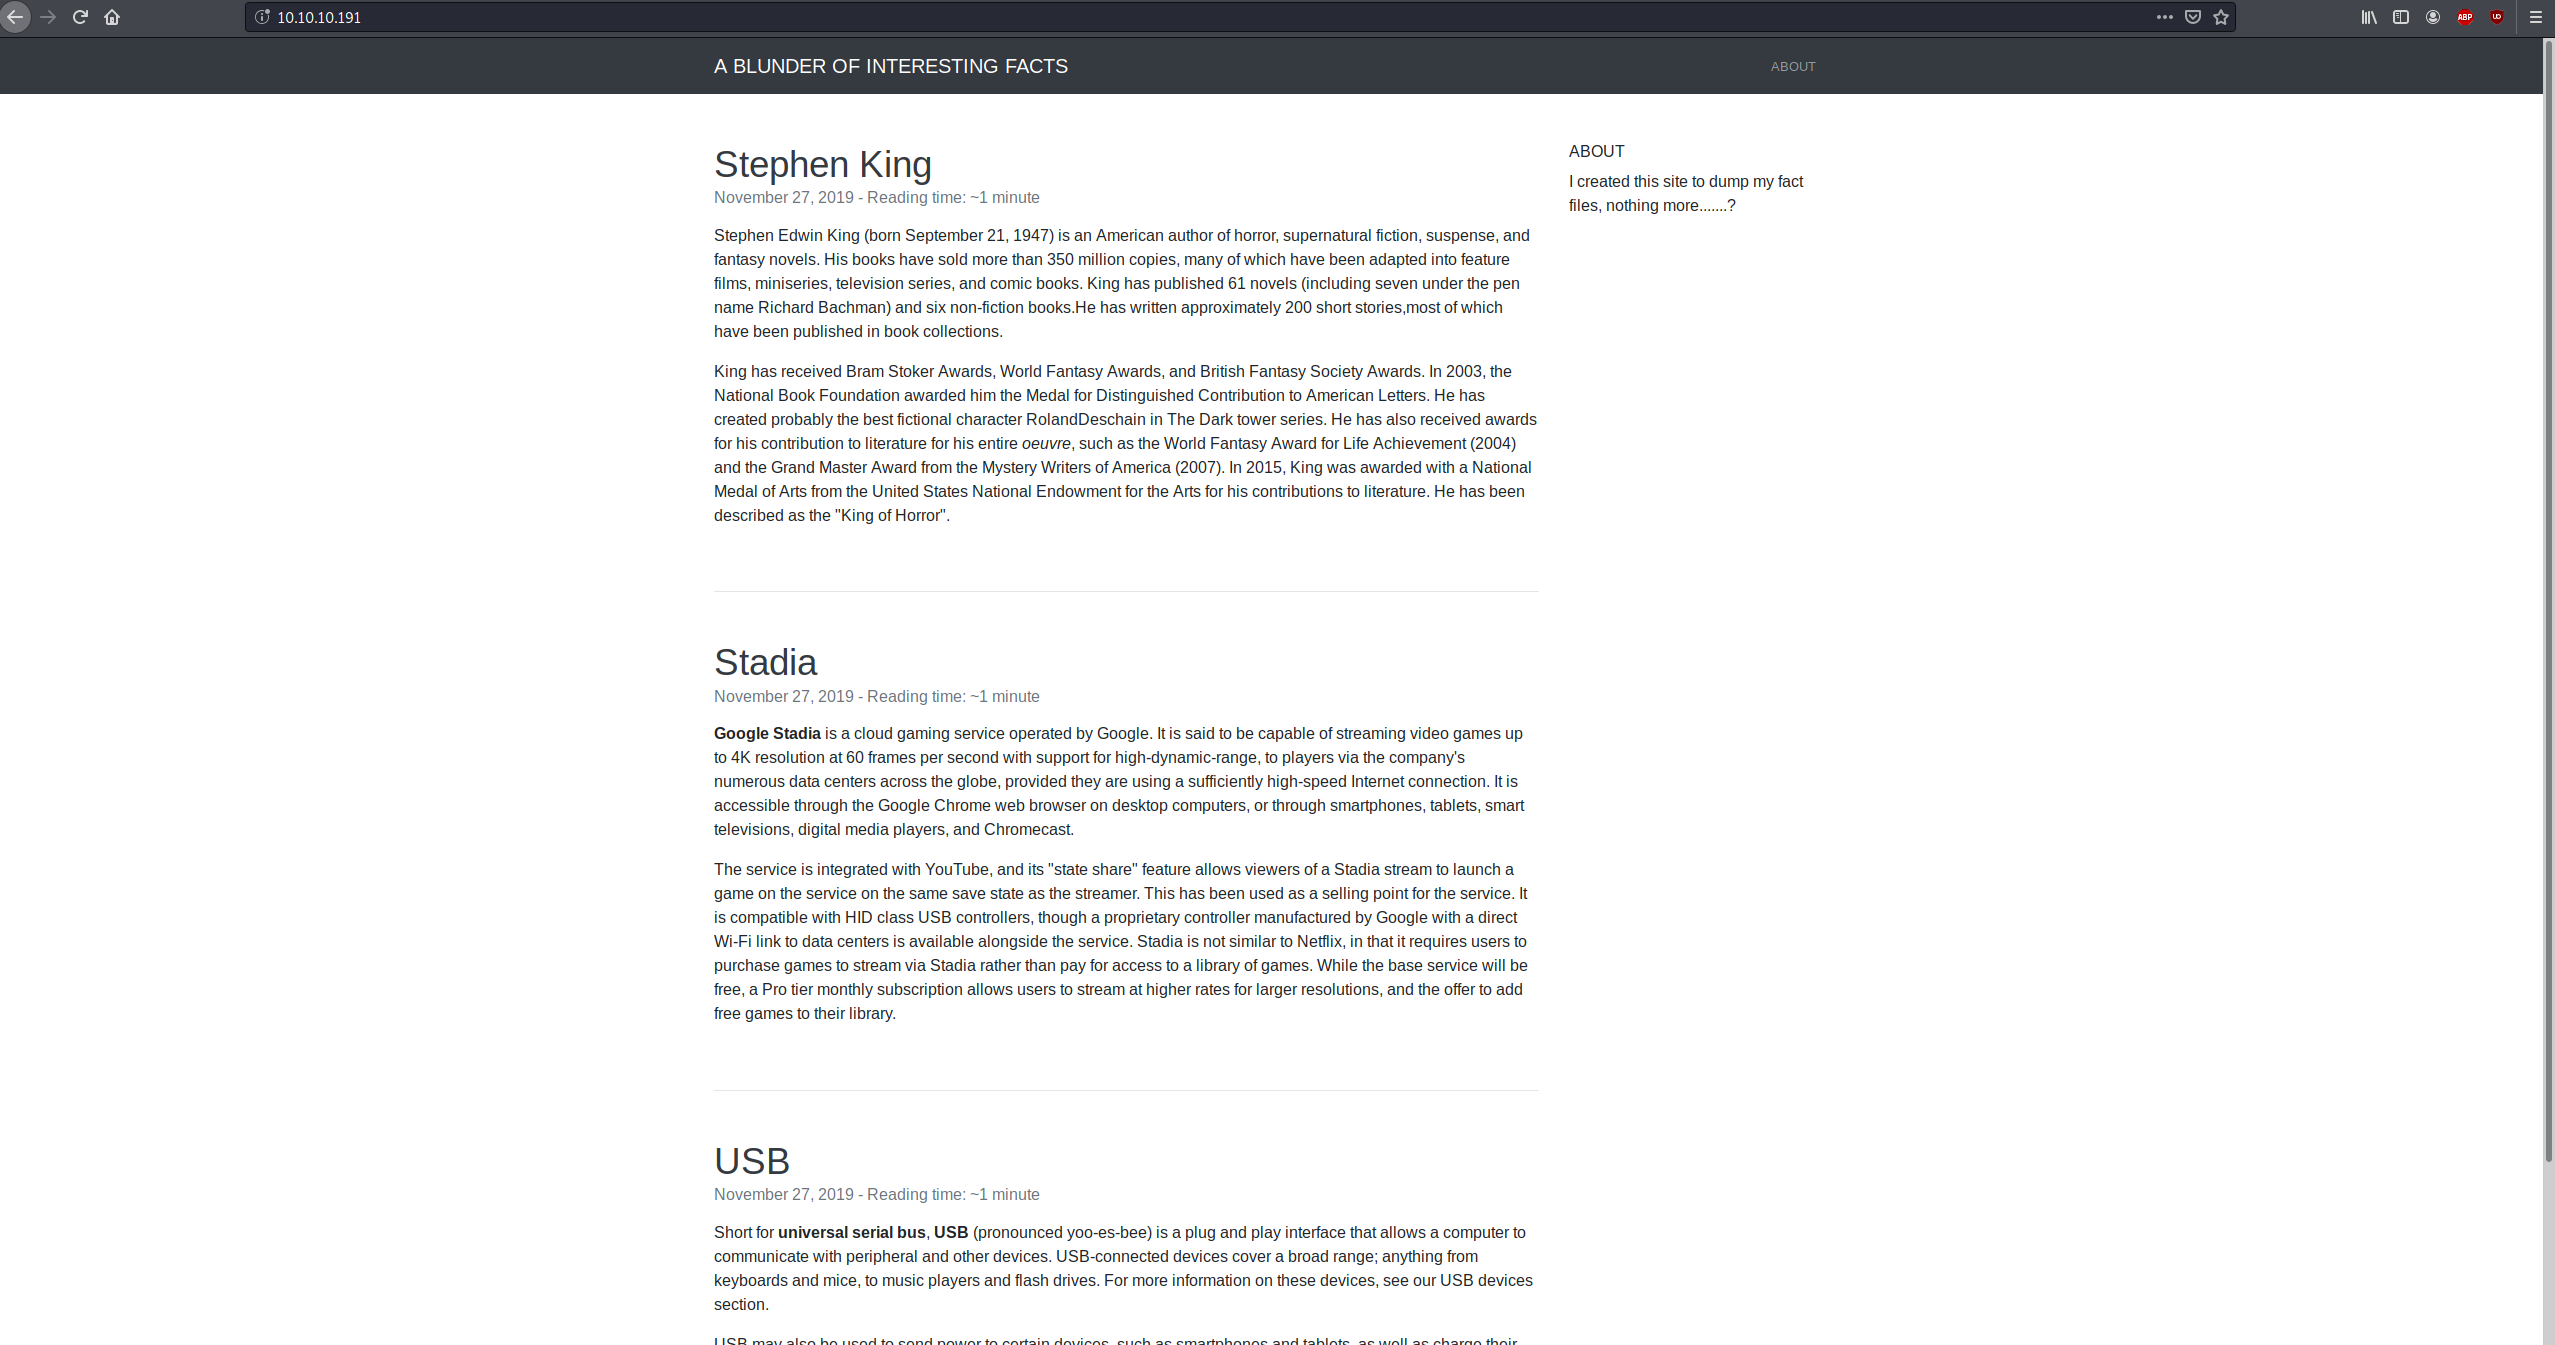 10.10.10.191
ABP
A BLUNDER OF INTERESTING FACTS
ABOUT
Stephen King
November 27, 2019 - Reading time: ~1 minute
Stephen Edwin King (born September 21, 1947) is an American author of horror, supernatural fiction, suspense, and
fantasy novels. His books have sold more than 350 million copies, many of which have been adapted into feature
films, miniseries, television series, and comic books. King has published 61 novels (including seven under the pen
name Richard Bachman) and six non-fiction books.He has written approximately 200 short stories,most of which
have been published in book collections.
King has received Bram Stoker Awards, World Fantasy Awards, and British Fantasy Society Awards. In 2003, the
National Book Foundation awarded him the Medal for Distinguished Contribution to American Letters. He has
created probably the best fictional character RolandDeschain in The Dark tower series. He has also received awards
for his contribution to literature for his entire oeuvre, such as the World Fantasy Award for Life Achievement (2004)
and the Grand Master Award from the Mystery Writers of America (2007). In 2015, King was awarded with a National
Medal of Arts from the United States National Endowment for the Arts for his contributions to literature. He has been
described as the "King of Horror".
ABOUT
I created this site to dump my fact
files, nothing more.......?
Stadia
November 27, 2019 - Reading time: ~1 minute
Google Stadia is a cloud gaming service operated by Google. It is said to be capable of streaming video games up
to 4K resolution at 60 frames per second with support for high-dynamic-range, to players via the company's
numerous data centers across the globe, provided they are using a sufficiently high-speed Internet connection. It is
accessible through the Google Chrome web browser on desktop computers, or through smartphones, tablets, smart
televisions, digital media players, and Chromecast.
The service is integrated with YouTube, and its "state share" feature allows viewers of a Stadia stream to launch a
game on the service on the same save state as the streamer. This has been used as a selling point for the service. It
is compatible with HID class USB controllers, though a proprietary controller manufactured by Google with a direct
Wi-Fi link to data centers is available alongside the service. Stadia is not similar to Netflix, in that it requires users to
purchase games to stream via Stadia rather than pay for access to a library of games. While the base service will be
free, a Pro tier monthly subscription allows users to stream at higher rates for larger resolutions, and the offer to add
free games to their library.
USB
November 27, 2019 - Reading time: ~1 minute
Short for universal serial bus, USB (pronounced yoo-es-bee) is a plug and play interface that allows a computer to
communicate with peripheral and other devices. USB-connected devices cover a broad range; anything from
keyboards and mice, to music players and flash drives. For more information on these devices, see our USB devices
section.
USB may also be used to send power to certain devices, such as smartphones and tablets, as well as charge their